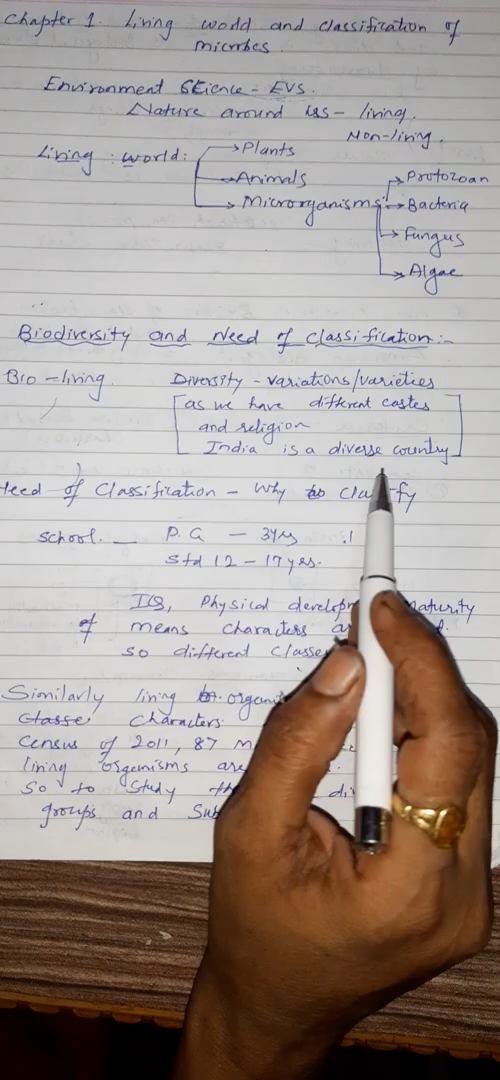 Chapter 1. Living world and classification of
microbes.
Environment Science = EVS.
Nature around us - living.
Non-living.
Living world:
Plants
Animals
Microorganisms
Protozoan
Bacteria
Fungus
Algae
Biodiversity and Need of Classification:-
Bio - living. Diversity - variations/varieties
[as we have different castes
and religion
India is a diverse country]
Need of Classification - Why to
School. - P.G - 3yrs
Std 12 - 17 yrs.
IQ, Physical maturity
of means characters
so different
Similarly living
Characters.
Census of 2011, 87
living organisms are
So to study
groups and